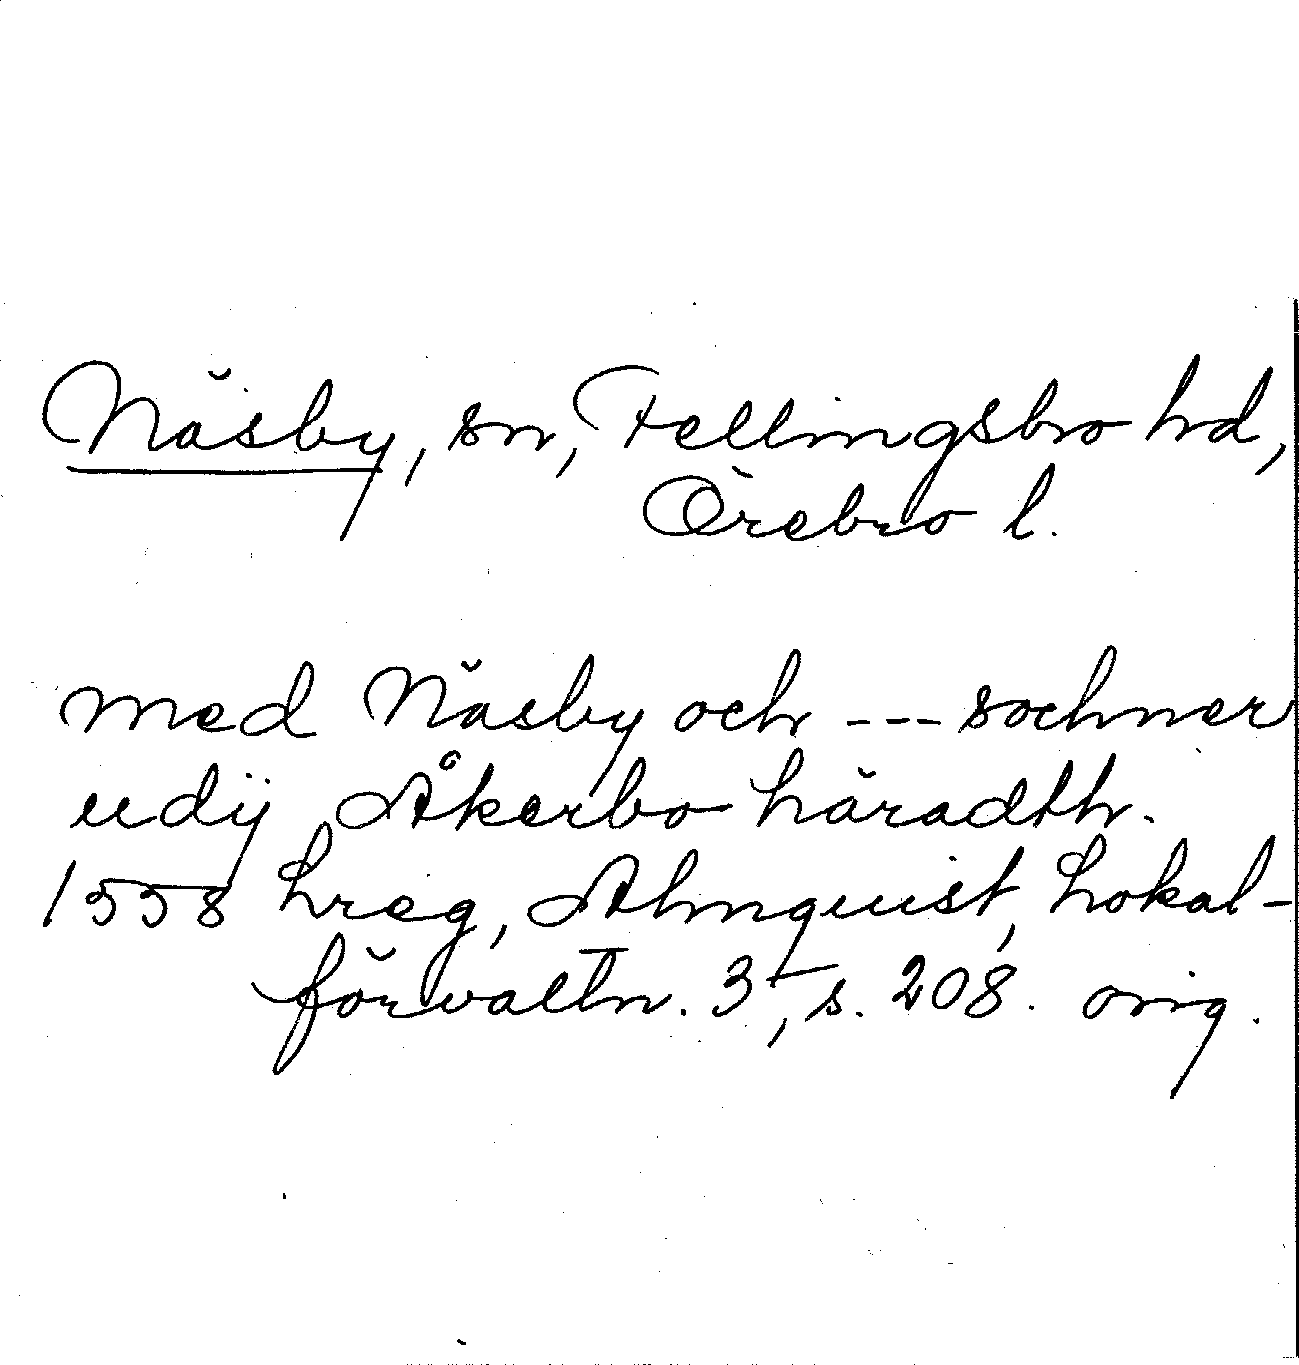 Näsby, sn, Fellingsbro hd,
Örebro l.
med Näsby och --- sochner
udij Åkerbo häradth.
1558 hreg, Almquist, Lokal-
förvaltn. 3, s. 208. orig.